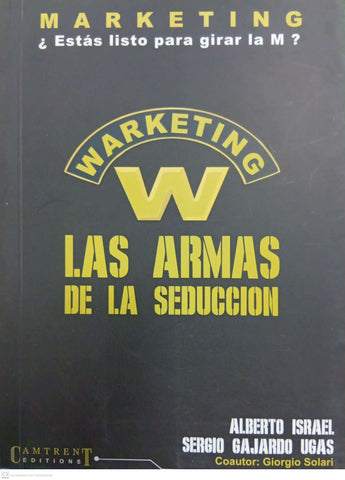 MARKETING
¿ Estás listo para girar la M ?
WARKETING
W
LAS ARMAS
DE LA SEDUCCION
ALBERTO ISRAEL
SERGIO GAJARDO UGAS
Coautor: Giorgio Solari
CAMTRENT
EDITIONS